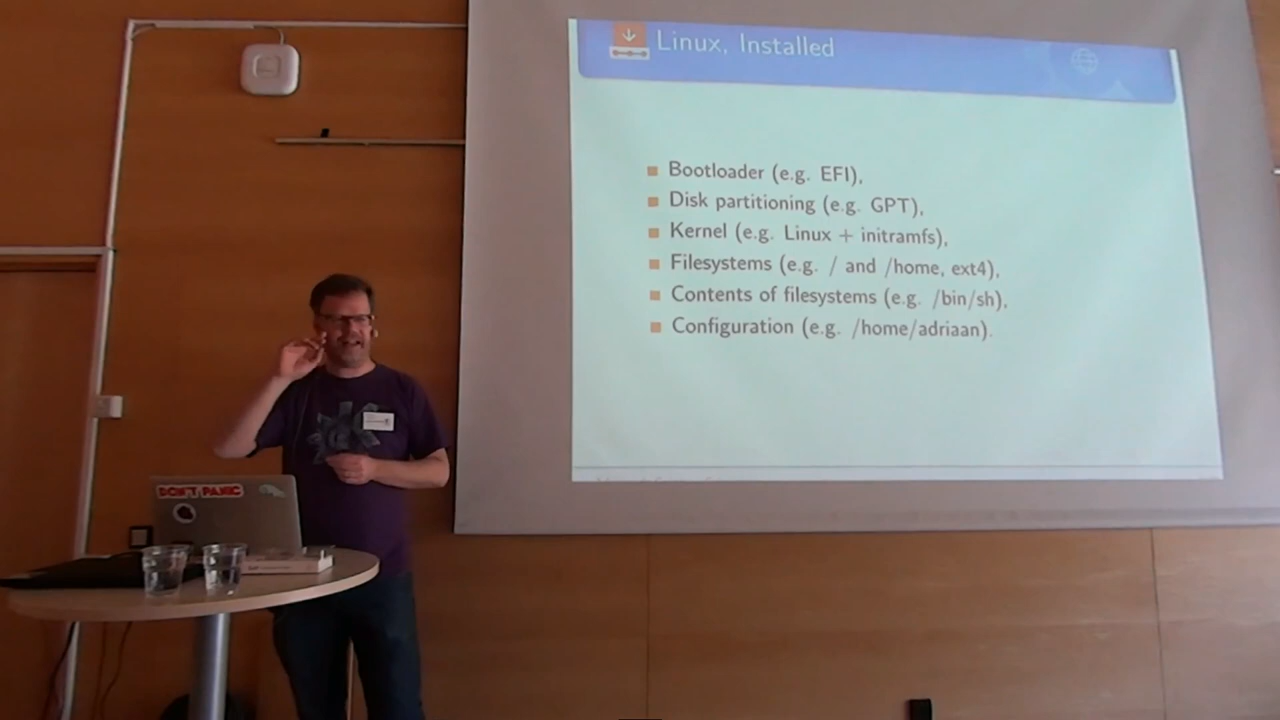 Linux, Installed
Bootloader (e.g. EFI),
Disk partitioning (e.g. GPT),
Kernel (e.g. Linux + initramfs),
Filesystems (e.g. / and /home, ext4),
Contents of filesystems (e.g. /bin/sh),
Configuration (e.g. /home/adriaan).
DON'T PANIC